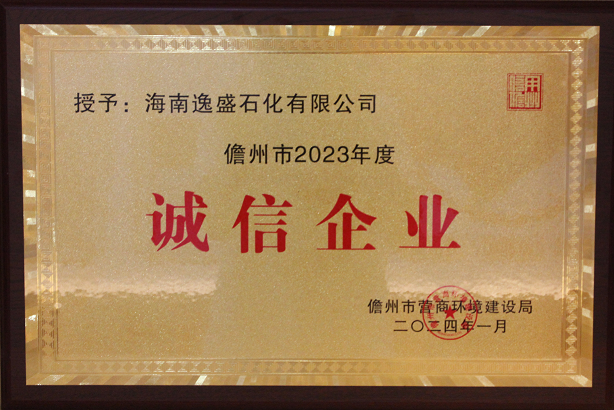 授予：海南逸盛石化有限公司
儋州市2023年度
诚信企业
儋州市营商环境建设局
二〇二四年一月